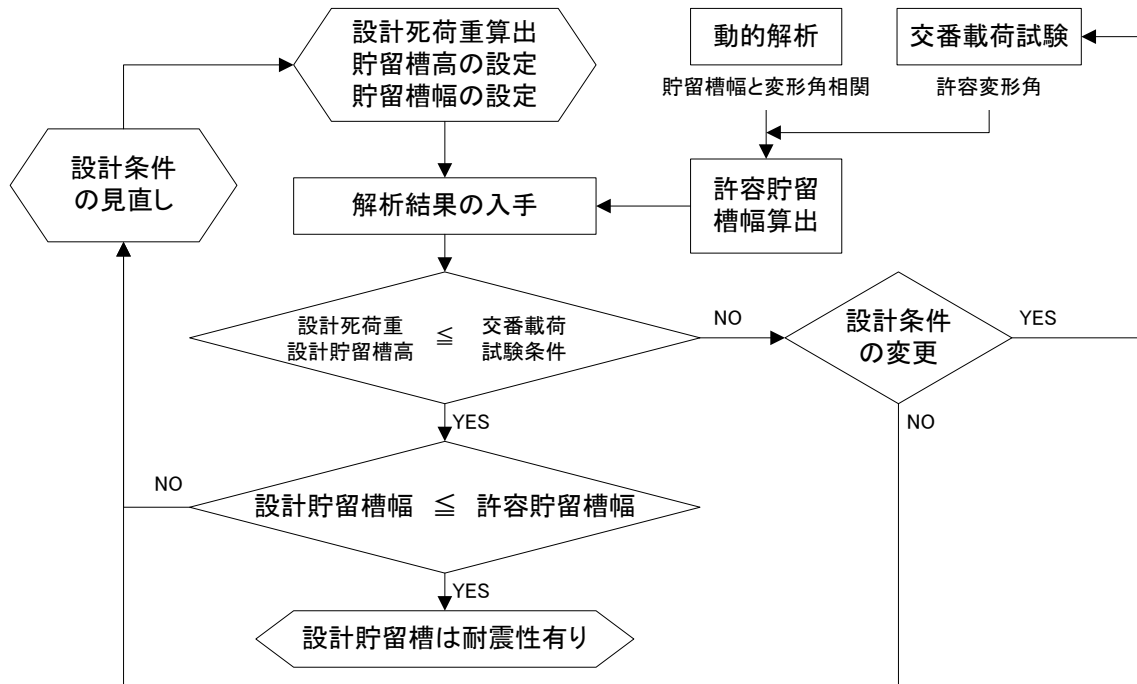 設計死荷重算出
貯留槽高の設定
貯留槽幅の設定
動的解析
交番載荷試験
貯留槽幅と変形角相関
許容変形角
設計条件
の見直し
解析結果の入手
許容貯留
槽幅算出
設計死荷重
設計貯留槽高
≦
交番載荷
試験条件
NO
設計条件
の変更
YES
YES
NO
NO
設計貯留槽幅 ≦ 許容貯留槽幅
YES
設計貯留槽は耐震性有り